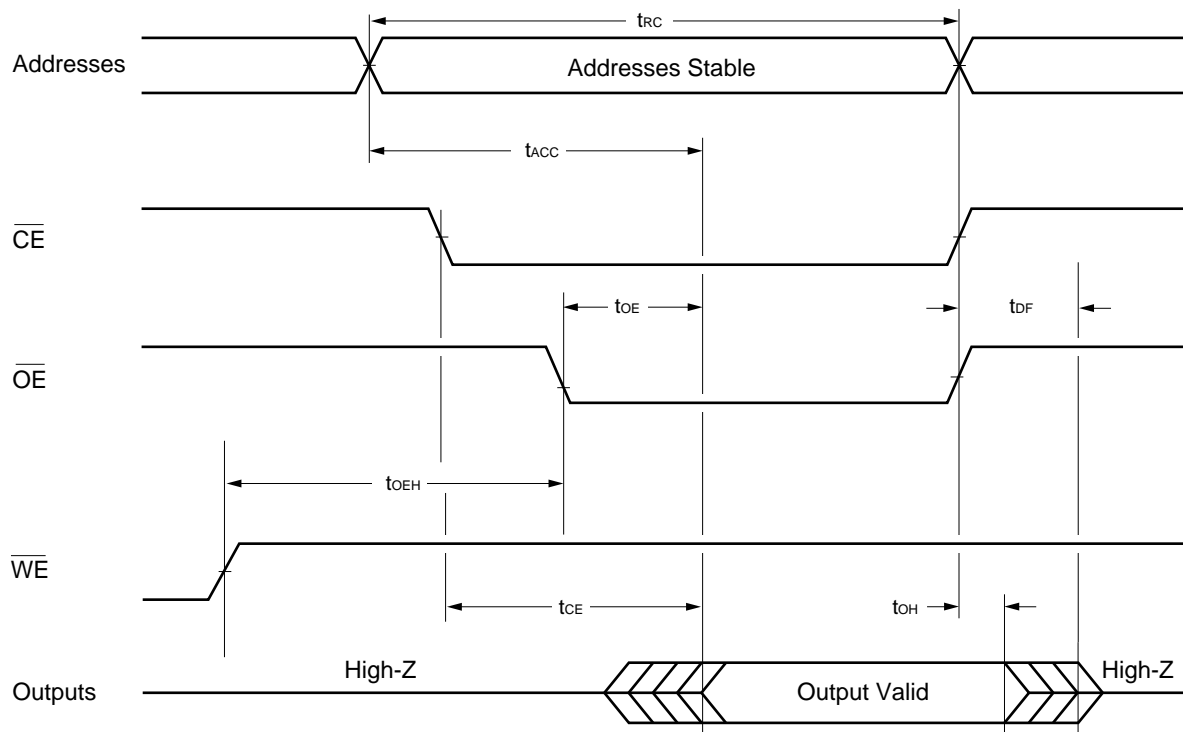 tRC
Addresses
Addresses Stable
tACC
CE
tOE
tDF
OE
tOEH
WE
tCE
tOH
High-Z
High-Z
Outputs
Output Valid